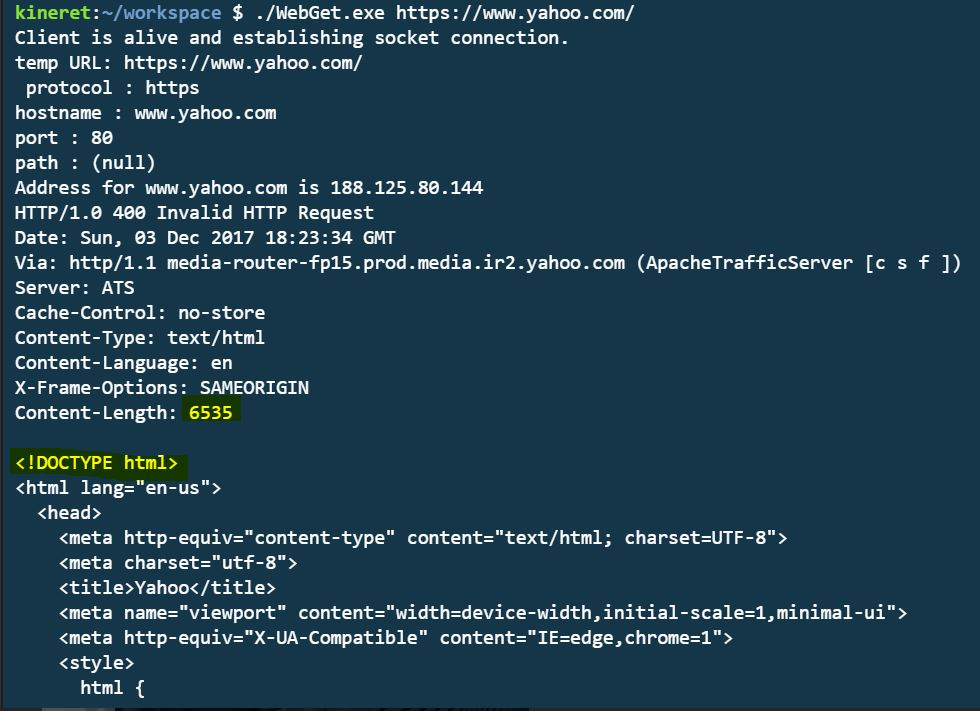 kineret:~/workspace $ ./WebGet.exe https://www.yahoo.com/
Client is alive and establishing socket connection.
temp URL: https://www.yahoo.com/
 protocol : https
hostname : www.yahoo.com
port : 80
path : (null)
Address for www.yahoo.com is 188.125.80.144
HTTP/1.0 400 Invalid HTTP Request
Date: Sun, 03 Dec 2017 18:23:34 GMT
Via: http/1.1 media-router-fp15.prod.media.ir2.yahoo.com (ApacheTrafficServer [c s f ])
Server: ATS
Cache-Control: no-store
Content-Type: text/html
Content-Language: en
X-Frame-Options: SAMEORIGIN
Content-Length: 6535

<!DOCTYPE html>
<html lang="en-us">
  <head>
    <meta http-equiv="content-type" content="text/html; charset=UTF-8">
    <meta charset="utf-8">
    <title>Yahoo</title>
    <meta name="viewport" content="width=device-width,initial-scale=1,minimal-ui">
    <meta http-equiv="X-UA-Compatible" content="IE=edge,chrome=1">
    <style>
      html {